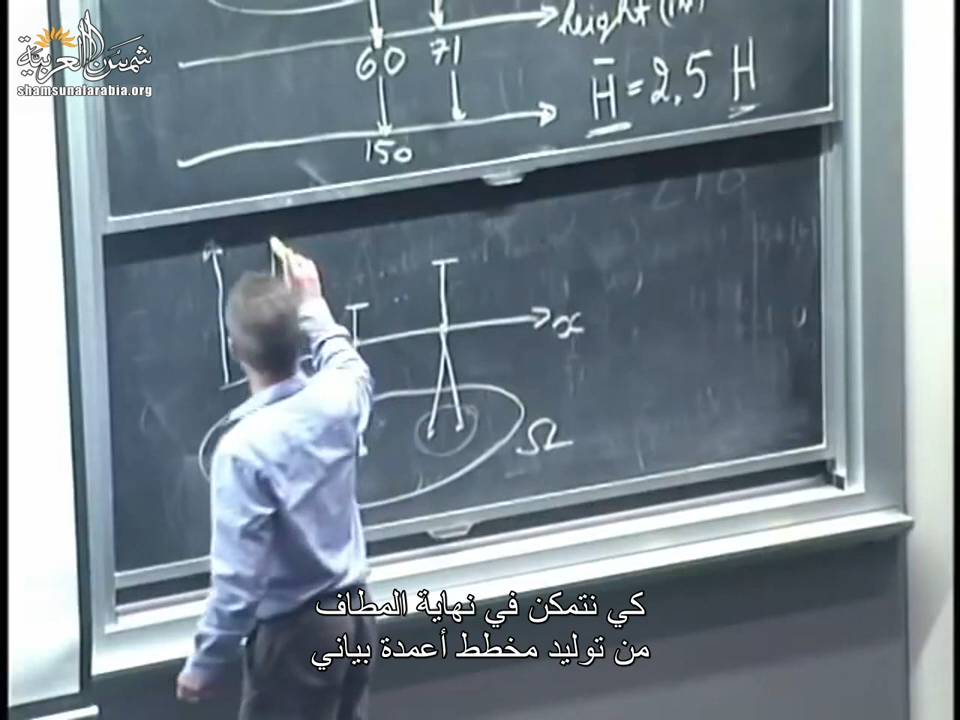 شمس العربية
shamsunalarabia.org
height (IN)
60 71
H̄ = 2.5 H
150
x
Ω
كي نتمكن في نهاية المطاف
من توليد مخطط أعمدة بياني